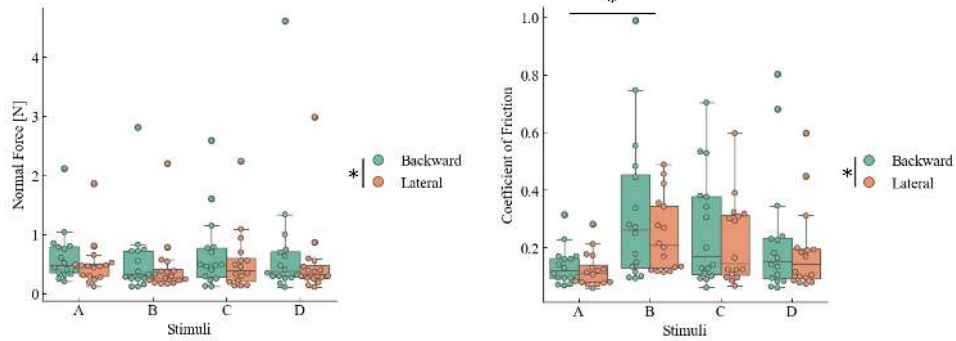 4
3
2
1
0
Normal Force [N]
A B C D
Stimuli
* Backward
Lateral
1.0
0.8
0.6
0.4
0.2
Coefficient of Friction
A B C D
Stimuli
* Backward
Lateral